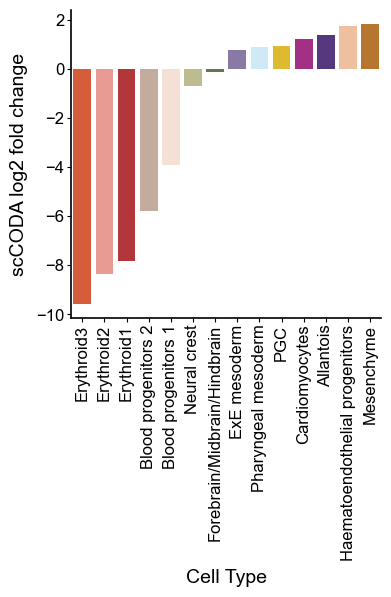 scCODA log2 fold change
2
0
−2
−4
−6
−8
−10
Erythroid3
Erythroid2
Erythroid1
Blood progenitors 2
Blood progenitors 1
Neural crest
Forebrain/Midbrain/Hindbrain
ExE mesoderm
Pharyngeal mesoderm
PGC
Cardiomyocytes
Allantois
Haematoendothelial progenitors
Mesenchyme
Cell Type